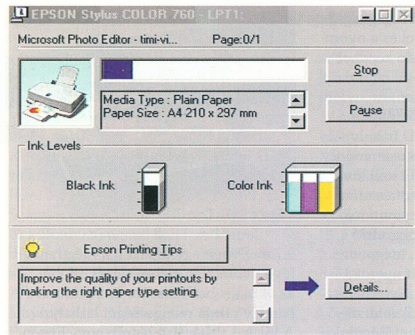 EPSON Stylus COLOR 760 - LPT1:
Microsoft Photo Editor - timi-vi... Page:0/1
Stop
Media Type : Plain Paper
Paper Size : A4 210 x 297 mm
Pause
Ink Levels
Black Ink
Color Ink
Epson Printing Tips
Improve the quality of your printouts by
making the right paper type setting.
Details...